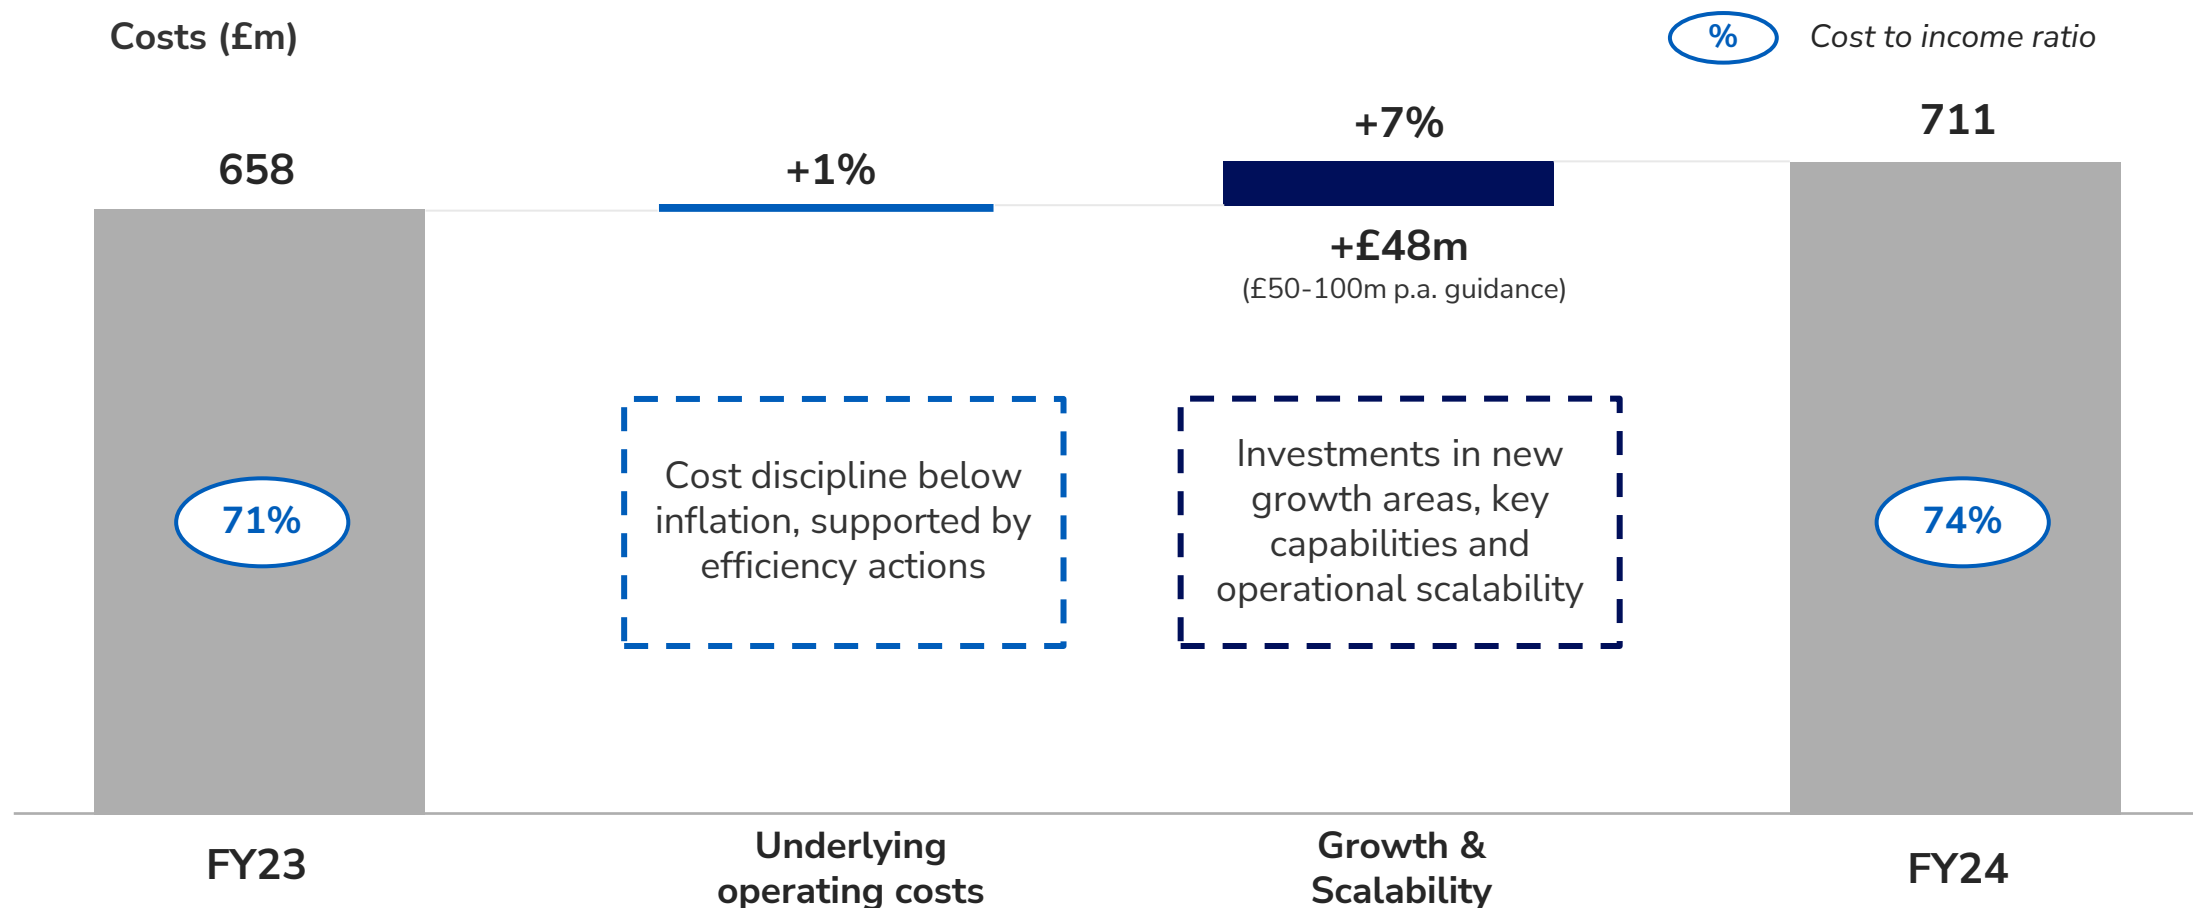 Costs (£m)
%
Cost to income ratio
658
+1%
+7%
711
+£48m
(£50-100m p.a. guidance)
71%
Cost discipline below
inflation, supported by
efficiency actions
Investments in new
growth areas, key
capabilities and
operational scalability
74%
FY23
Underlying
operating costs
Growth &
Scalability
FY24